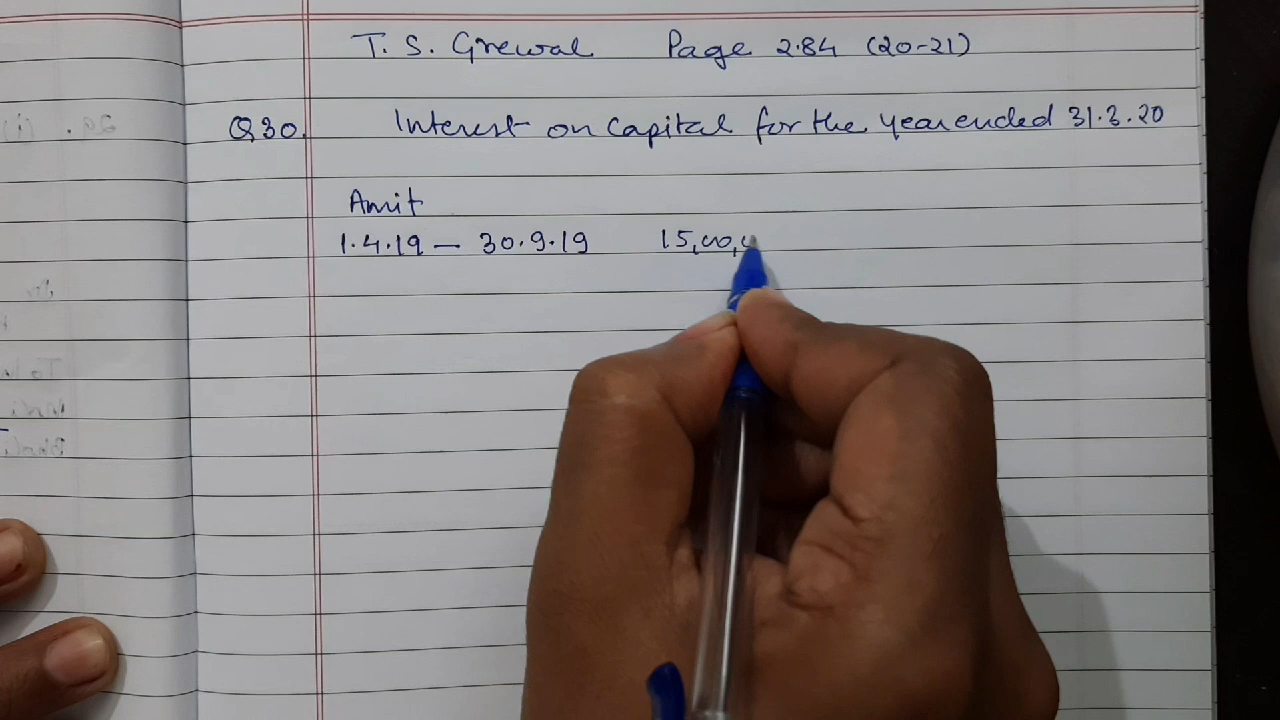 T. S. Grewal Page 2.84 (20-21)
Q30. Interest on Capital for the year ended 31.3.20
Amit
1.4.19 — 30.9.19 15,00,0